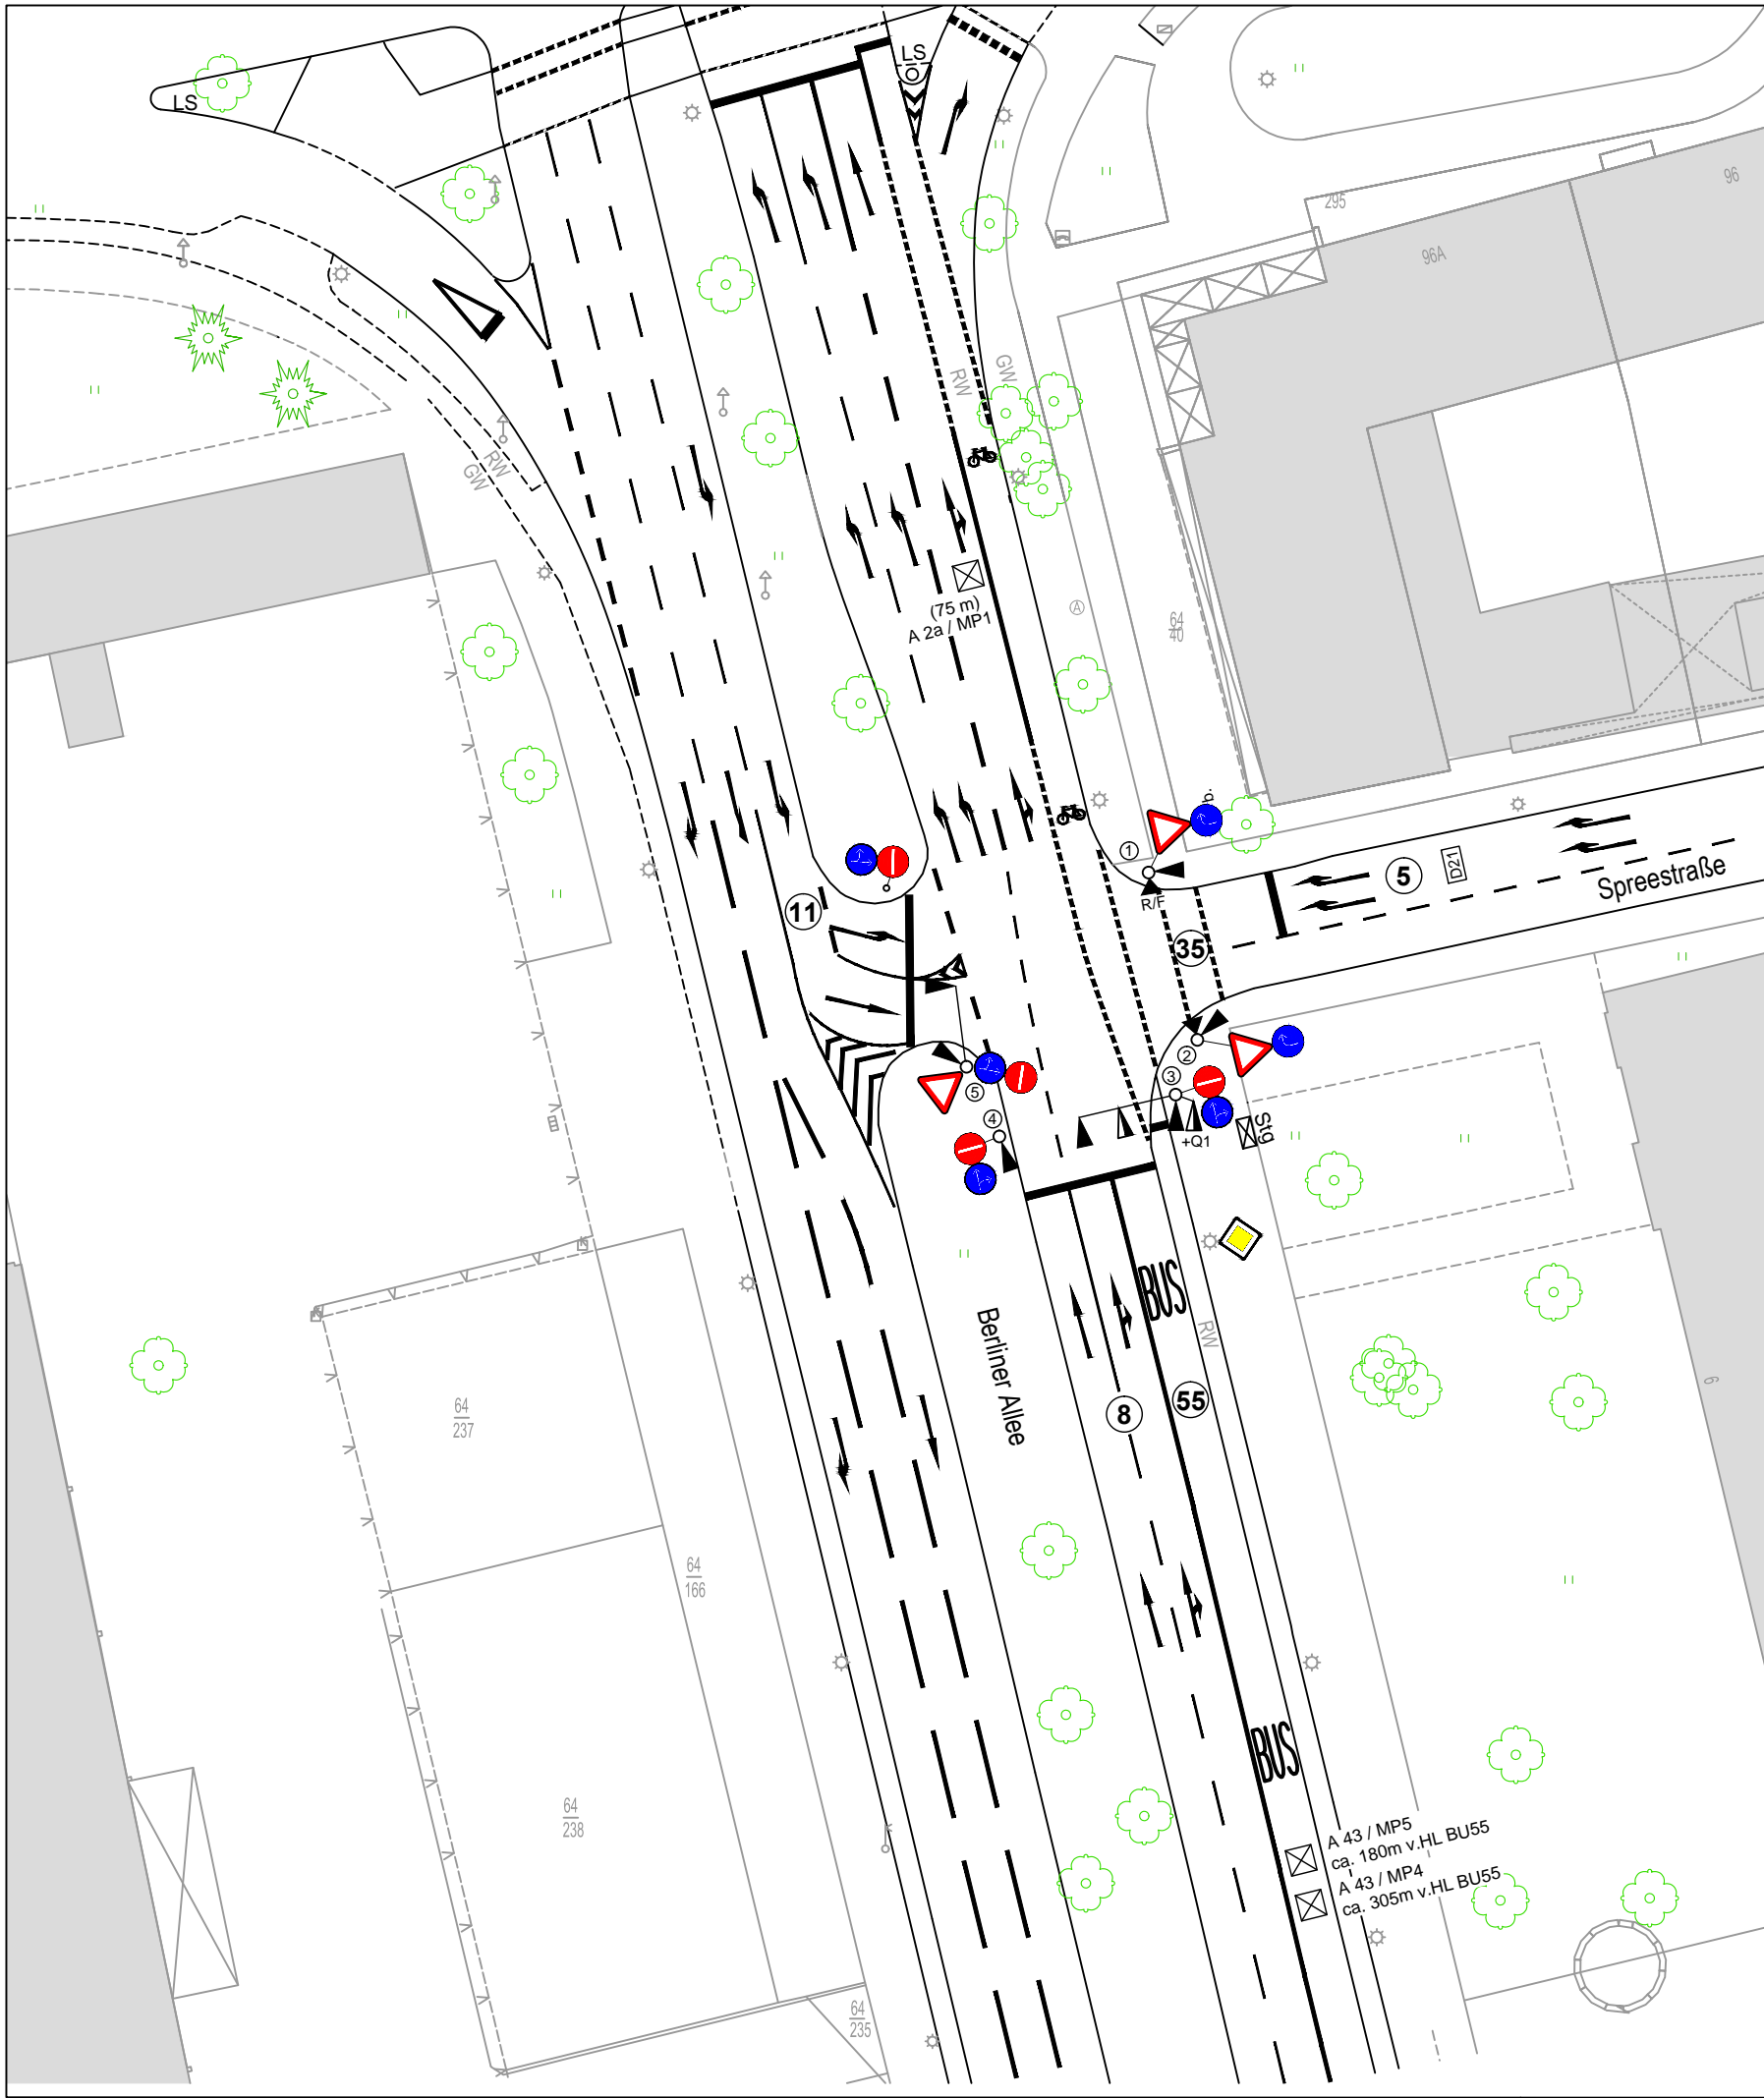 LS
LS
96
295
96A
RW
GW
RW
GW
(75 m)
A 2a / MP1
A
64
40
b.
1
R/F
5
D21
Spreestraße
11
35
2
3
5
4
+Q1
Stg
BUS
RW
Berliner Allee
8
55
6
64
237
64
166
BUS
64
238
A 43 / MP5
ca. 180m v.HL BU55
A 43 / MP4
ca. 305m v.HL BU55
64
235